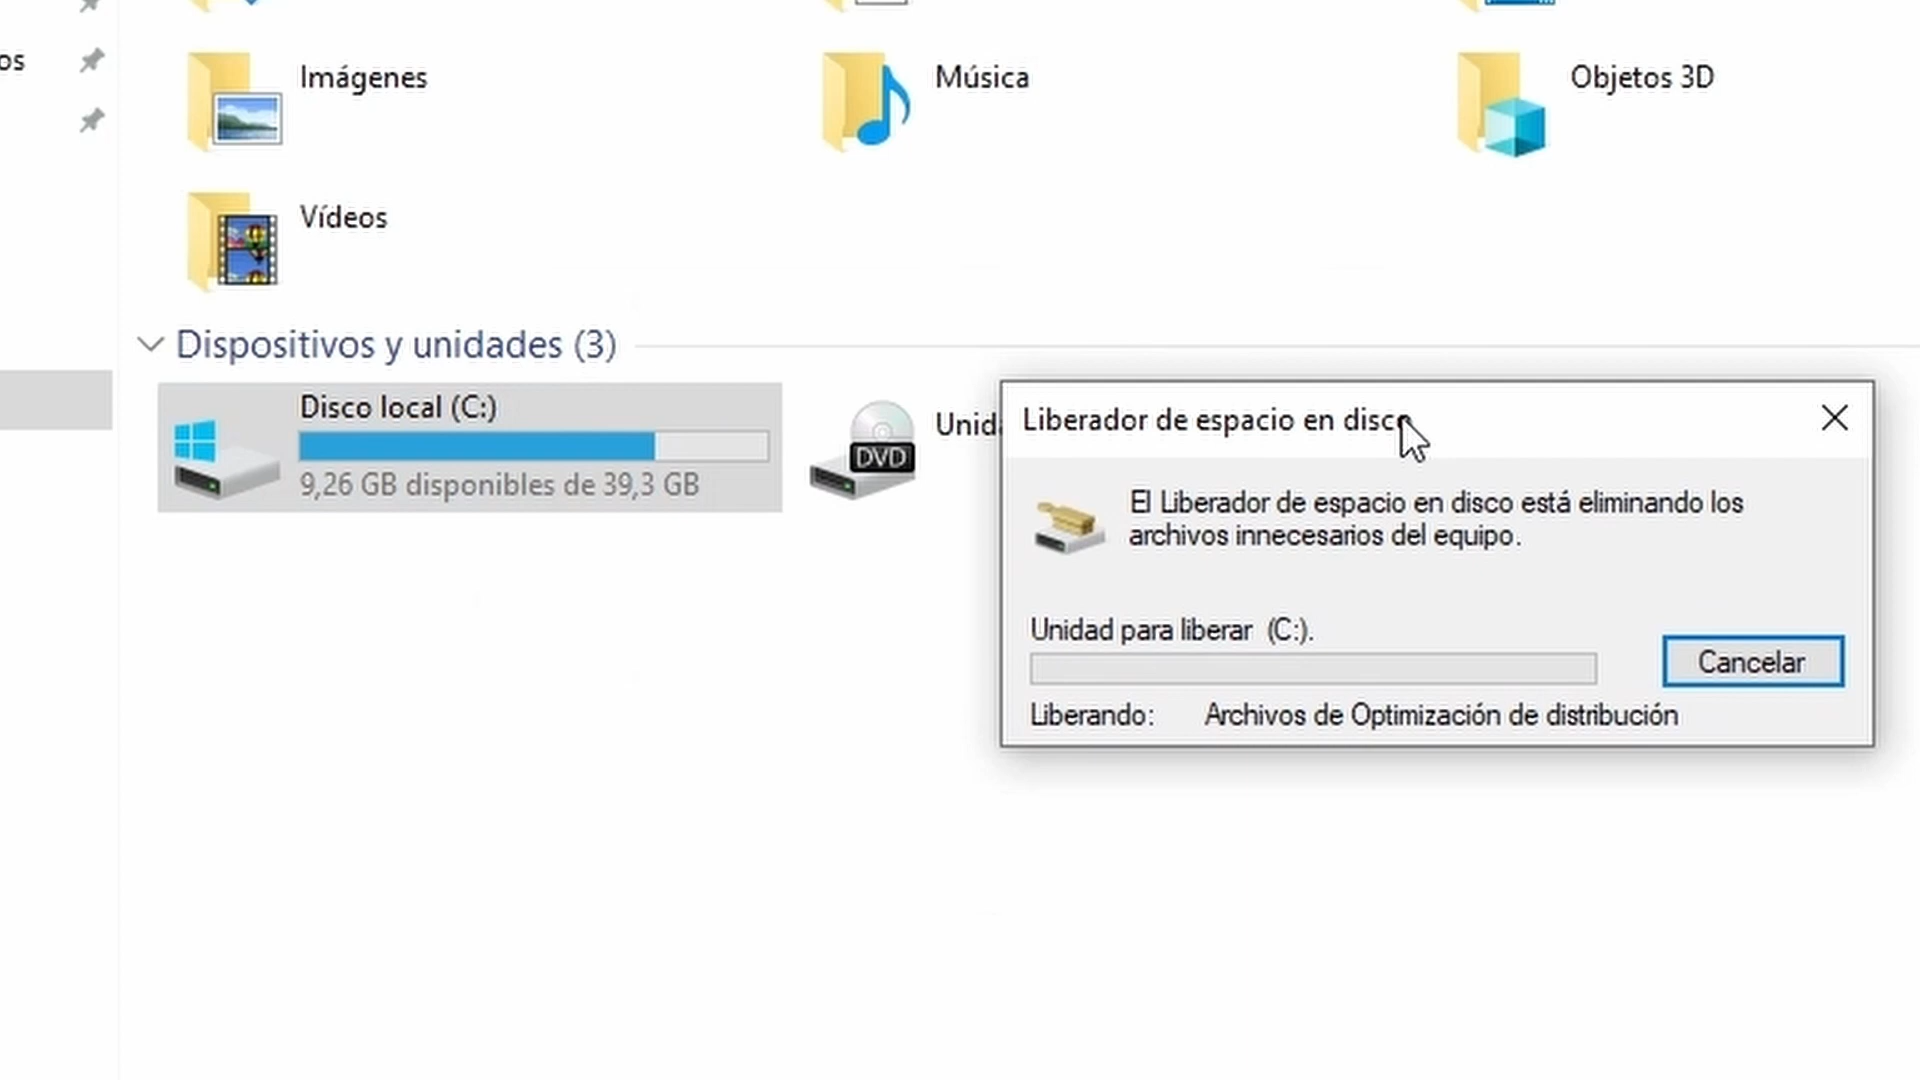 os
Imágenes
Música
Objetos 3D
Vídeos
Dispositivos y unidades (3)
Disco local (C:)
9,26 GB disponibles de 39,3 GB
DVD
Liberador de espacio en disco
El Liberador de espacio en disco está eliminando los
archivos innecesarios del equipo.
Unidad para liberar (C:).
Cancelar
Liberando: Archivos de Optimización de distribución